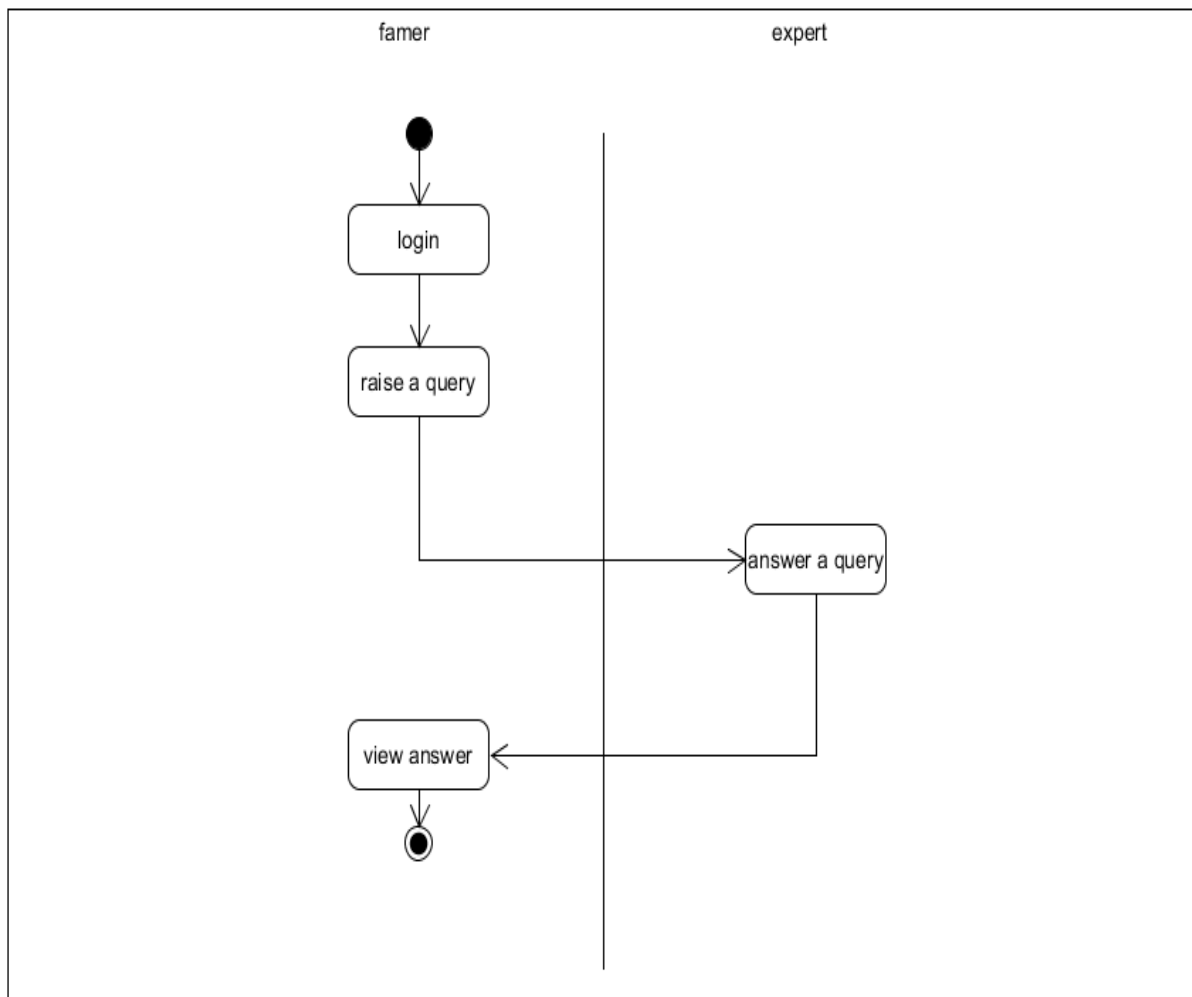 famer
expert
login
raise a query
answer a query
view answer